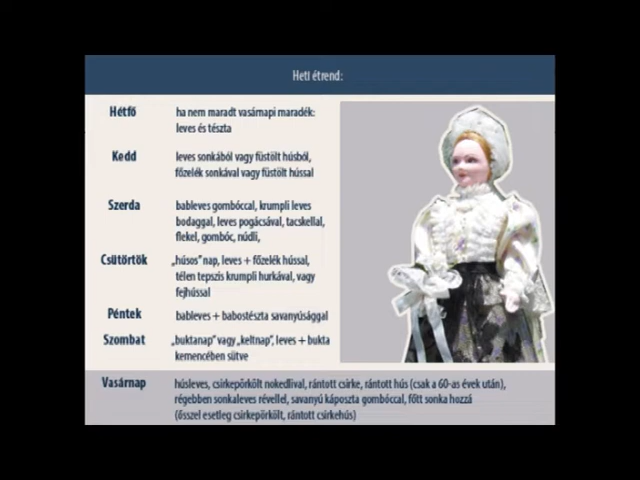 Heti étrend:
Hétfő
ha nem maradt vasárnapi maradék:
leves és tészta
Kedd
leves sonkából vagy füstölt húsból,
főzelék sonkával vagy füstölt hússal
Szerda
bableves gombóccal, krumpli leves
bodaggal, leves pogácsával, tacskellal,
flekel, gombóc, núdli,
Csütörtök
„húsos” nap, leves + főzelék hússal,
télen tepszis krumpli hurkával, vagy
fejhússal
Péntek
bableves + babostészta savanyúsággal
Szombat
„buktanap” vagy „keltnap”, leves + bukta
kemencében sütve
Vasárnap
húsleves, csirkepörkölt nokedlival, rántott csirke, rántott hús (csak a 60-as évek után),
régebben sonkaleves révellel, savanyú káposzta gombóccal, főtt sonka hozzá
(ősszel esetleg csirkepörkölt, rántott csirkehús)